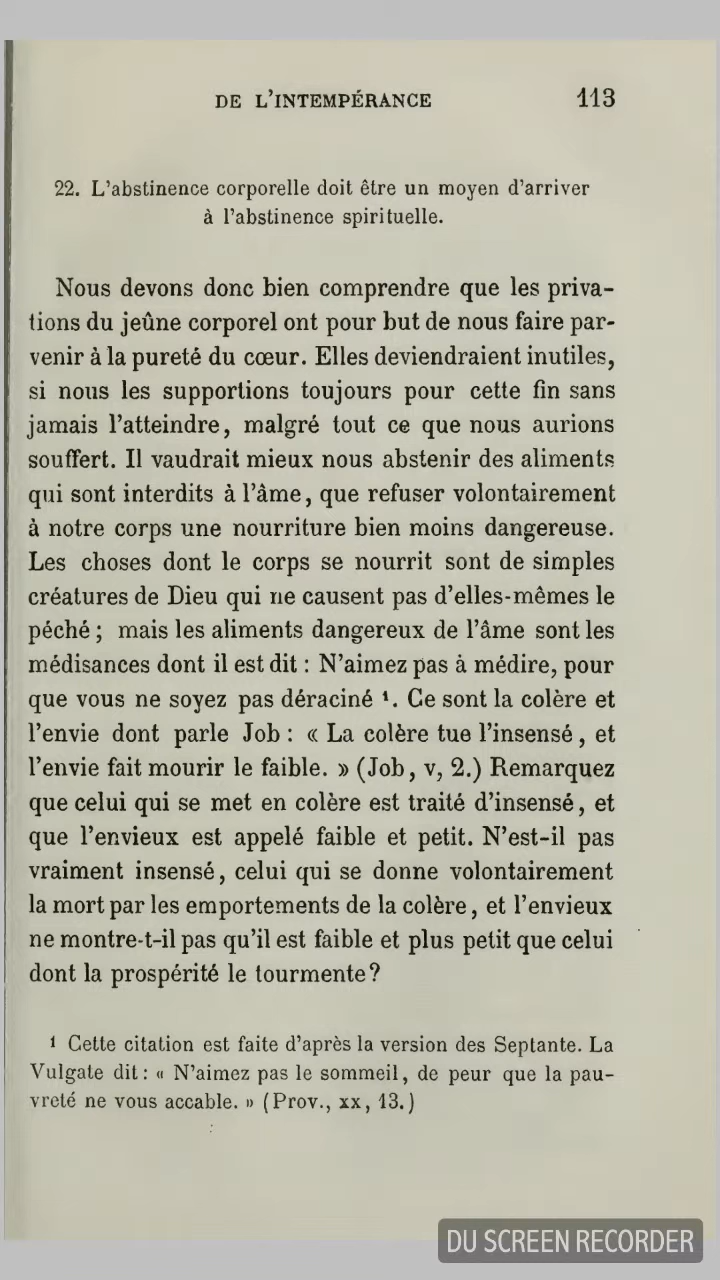 DE L'INTEMPÉRANCE 113
22. L'abstinence corporelle doit être un moyen d'arriver
à l'abstinence spirituelle.
Nous devons donc bien comprendre que les priva-
tions du jeûne corporel ont pour but de nous faire par-
venir à la pureté du cœur. Elles deviendraient inutiles,
si nous les supportions toujours pour cette fin sans
jamais l'atteindre, malgré tout ce que nous aurions
souffert. Il vaudrait mieux nous abstenir des aliments
qui sont interdits à l'âme, que refuser volontairement
à notre corps une nourriture bien moins dangereuse.
Les choses dont le corps se nourrit sont de simples
créatures de Dieu qui ne causent pas d'elles-mêmes le
péché; mais les aliments dangereux de l'âme sont les
médisances dont il est dit : N'aimez pas à médire, pour
que vous ne soyez pas déraciné ¹. Ce sont la colère et
l'envie dont parle Job : « La colère tue l'insensé, et
l'envie fait mourir le faible. » (Job, v, 2.) Remarquez
que celui qui se met en colère est traité d'insensé, et
que l'envieux est appelé faible et petit. N'est-il pas
vraiment insensé, celui qui se donne volontairement
la mort par les emportements de la colère, et l'envieux
ne montre-t-il pas qu'il est faible et plus petit que celui
dont la prospérité le tourmente?
¹ Cette citation est faite d'après la version des Septante. La
Vulgate dit : « N'aimez pas le sommeil, de peur que la pau-
vreté ne vous accable. » (Prov., xx, 13.)
DU SCREEN RECORDER